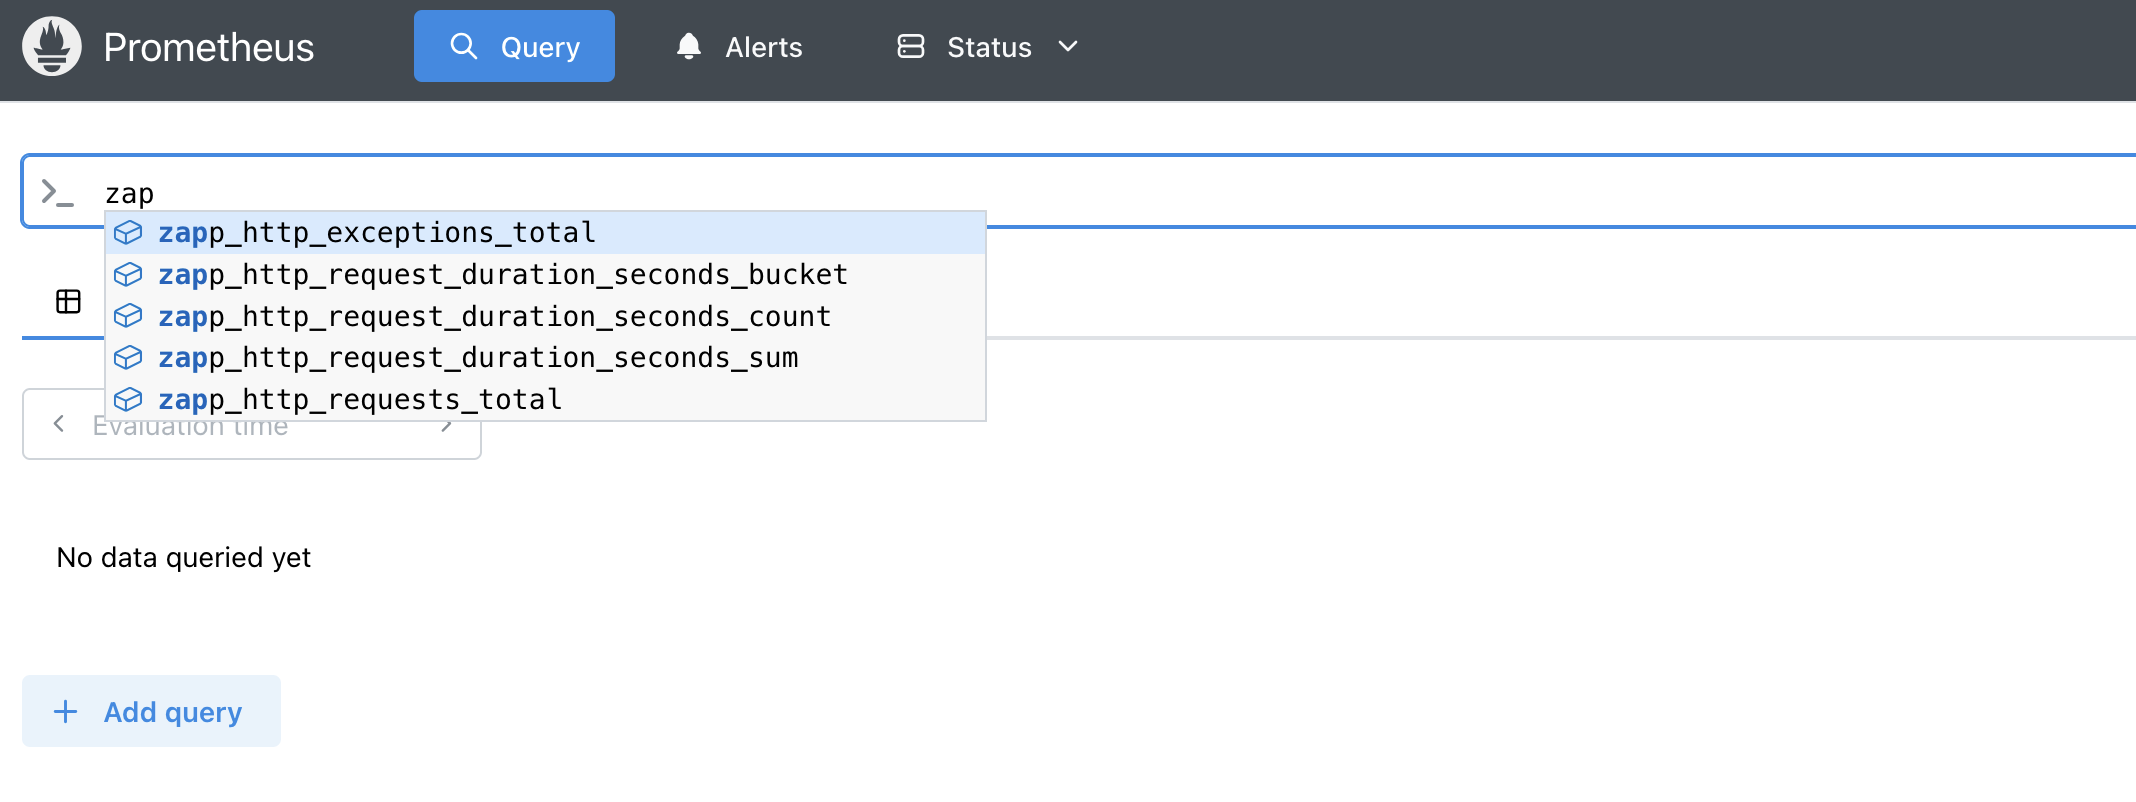 Prometheus
Query
Alerts
Status
zap
zapp_http_exceptions_total
zapp_http_request_duration_seconds_bucket
zapp_http_request_duration_seconds_count
zapp_http_request_duration_seconds_sum
zapp_http_requests_total
Evaluation time
No data queried yet
Add query